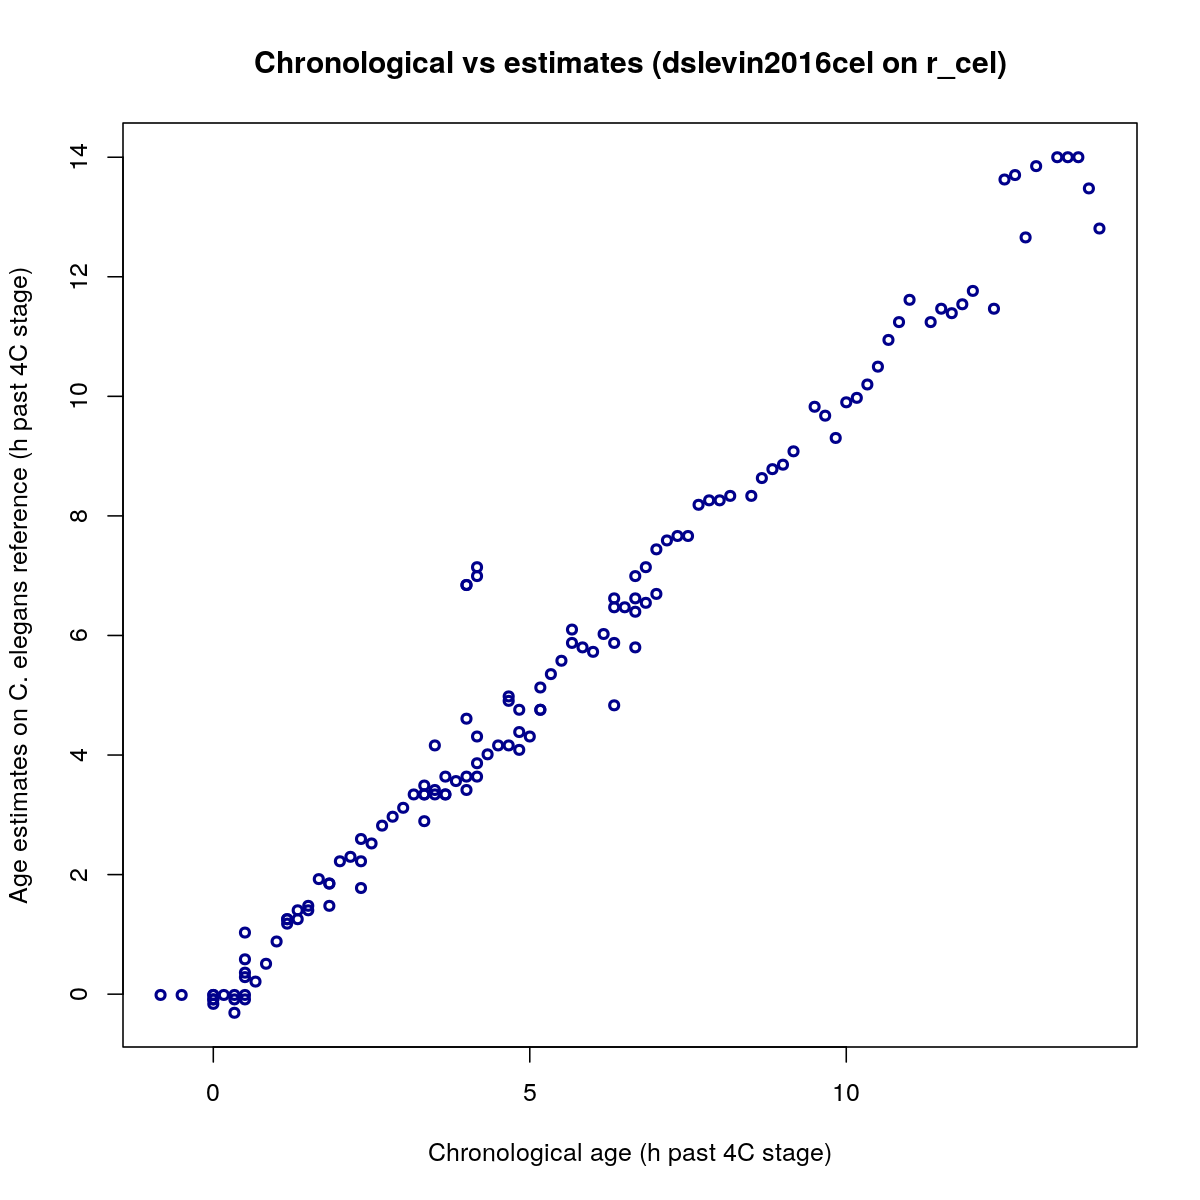 Chronological vs estimates (dslevin2016cel on r_cel)
Age estimates on C. elegans reference (h past 4C stage)
14
12
10
8
6
4
2
0
0 5 10
Chronological age (h past 4C stage)